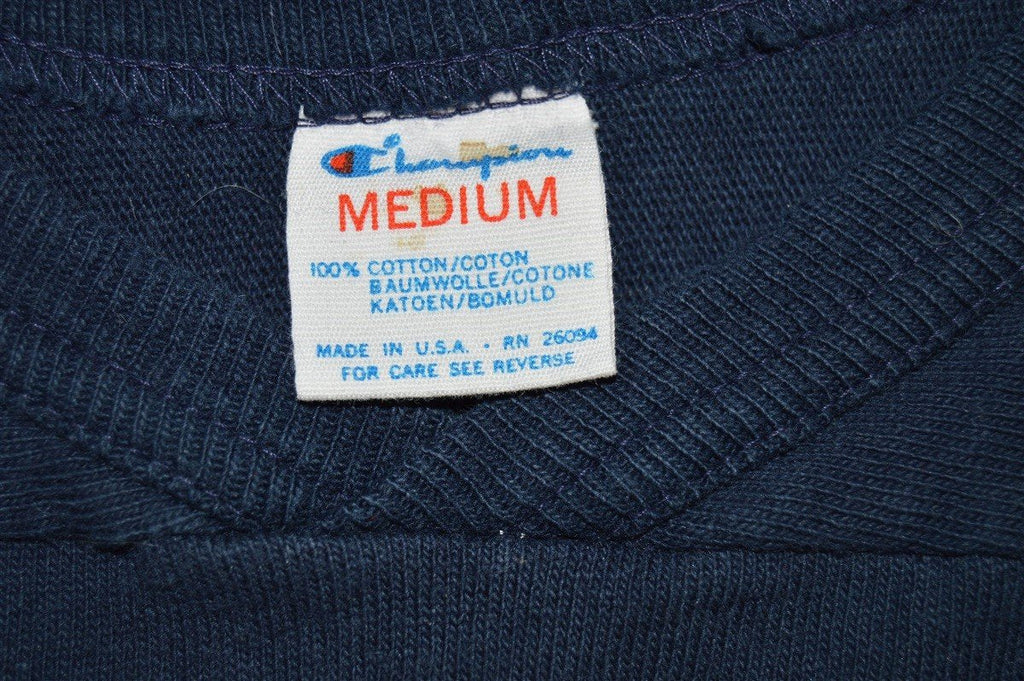 Champion
MEDIUM
100% COTTON/COTON
BAUMWOLLE/COTONE
KATOEN/BOMULD
MADE IN U.S.A. · RN 26094
FOR CARE SEE REVERSE